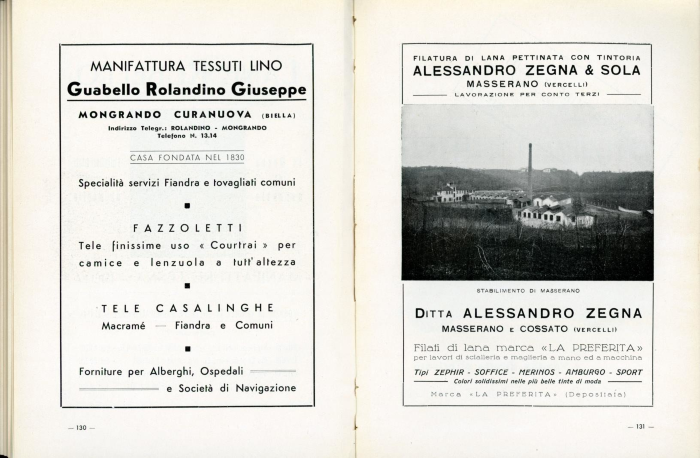 MANIFATTURA TESSUTI LINO
Guabello Rolandino Giuseppe
MONGRANDO CURANUOVA (BIELLA)
Indirizzo Telegr.: ROLANDINO - MONGRANDO
Telefono N. 13.14
CASA FONDATA NEL 1830
Specialità servizi Fiandra e tovagliati comuni
FAZZOLETTI
Tele finissime uso « Courtrai » per
camice e lenzuola a tutt'altezza
TELE CASALINGHE
Macramé — Fiandra e Comuni
Forniture per Alberghi, Ospedali
e Società di Navigazione
— 130 —
FILATURA DI LANA PETTINATA CON TINTORIA
ALESSANDRO ZEGNA & SOLA
MASSERANO (VERCELLI)
LAVORAZIONE PER CONTO TERZI
STABILIMENTO DI MASSERANO
DITTA ALESSANDRO ZEGNA
MASSERANO E COSSATO (VERCELLI)
Filati di lana marca «LA PREFERITA»
per lavori di scialleria e maglieria a mano ed a macchina
Tipi ZEPHIR - SOFFICE - MERINOS - AMBURGO - SPORT
Colori solidissimi nelle più belle tinte di moda
Marca «LA PREFERITA» (Depositata)
— 131 —